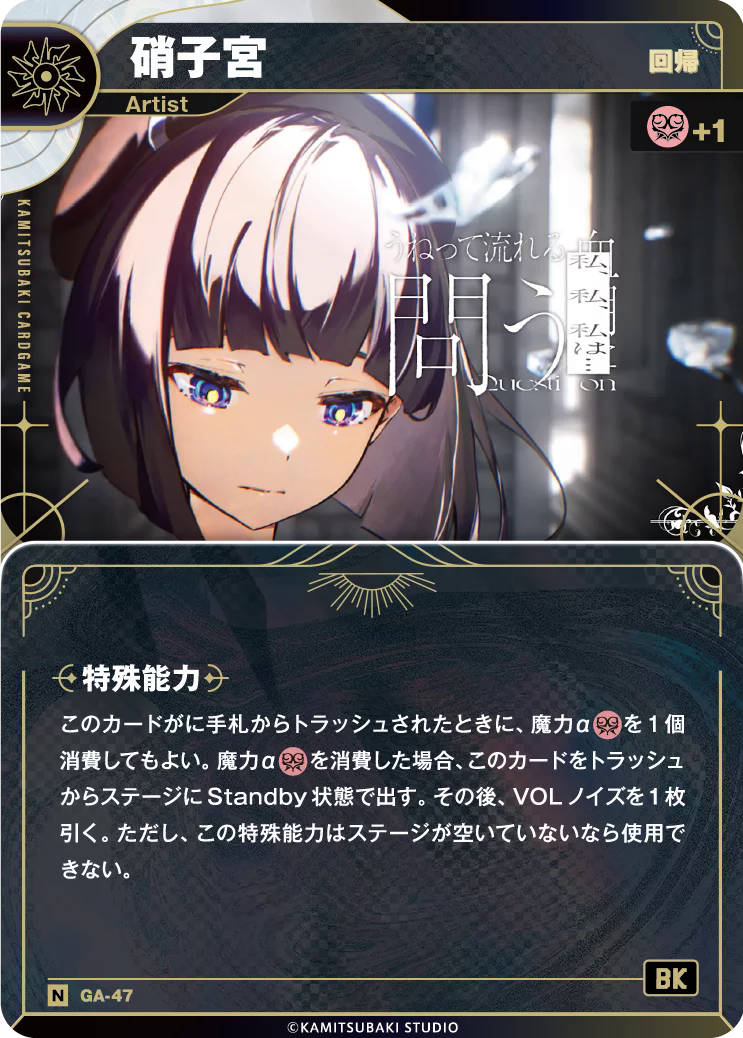 硝子宮
回帰
Artist
+1
KAMITSUBAKI CARDGAME
うねって流れる血
問う
私、私、私は…
Question
特殊能力
このカードがに手札からトラッシュされたときに、魔力αを1個
消費してもよい。魔力αを消費した場合、このカードをトラッシュ
からステージにStandby状態で出す。その後、VOLノイズを1枚
引く。ただし、この特殊能力はステージが空いていないなら使用で
きない。
BK
N GA-47
©KAMITSUBAKI STUDIO